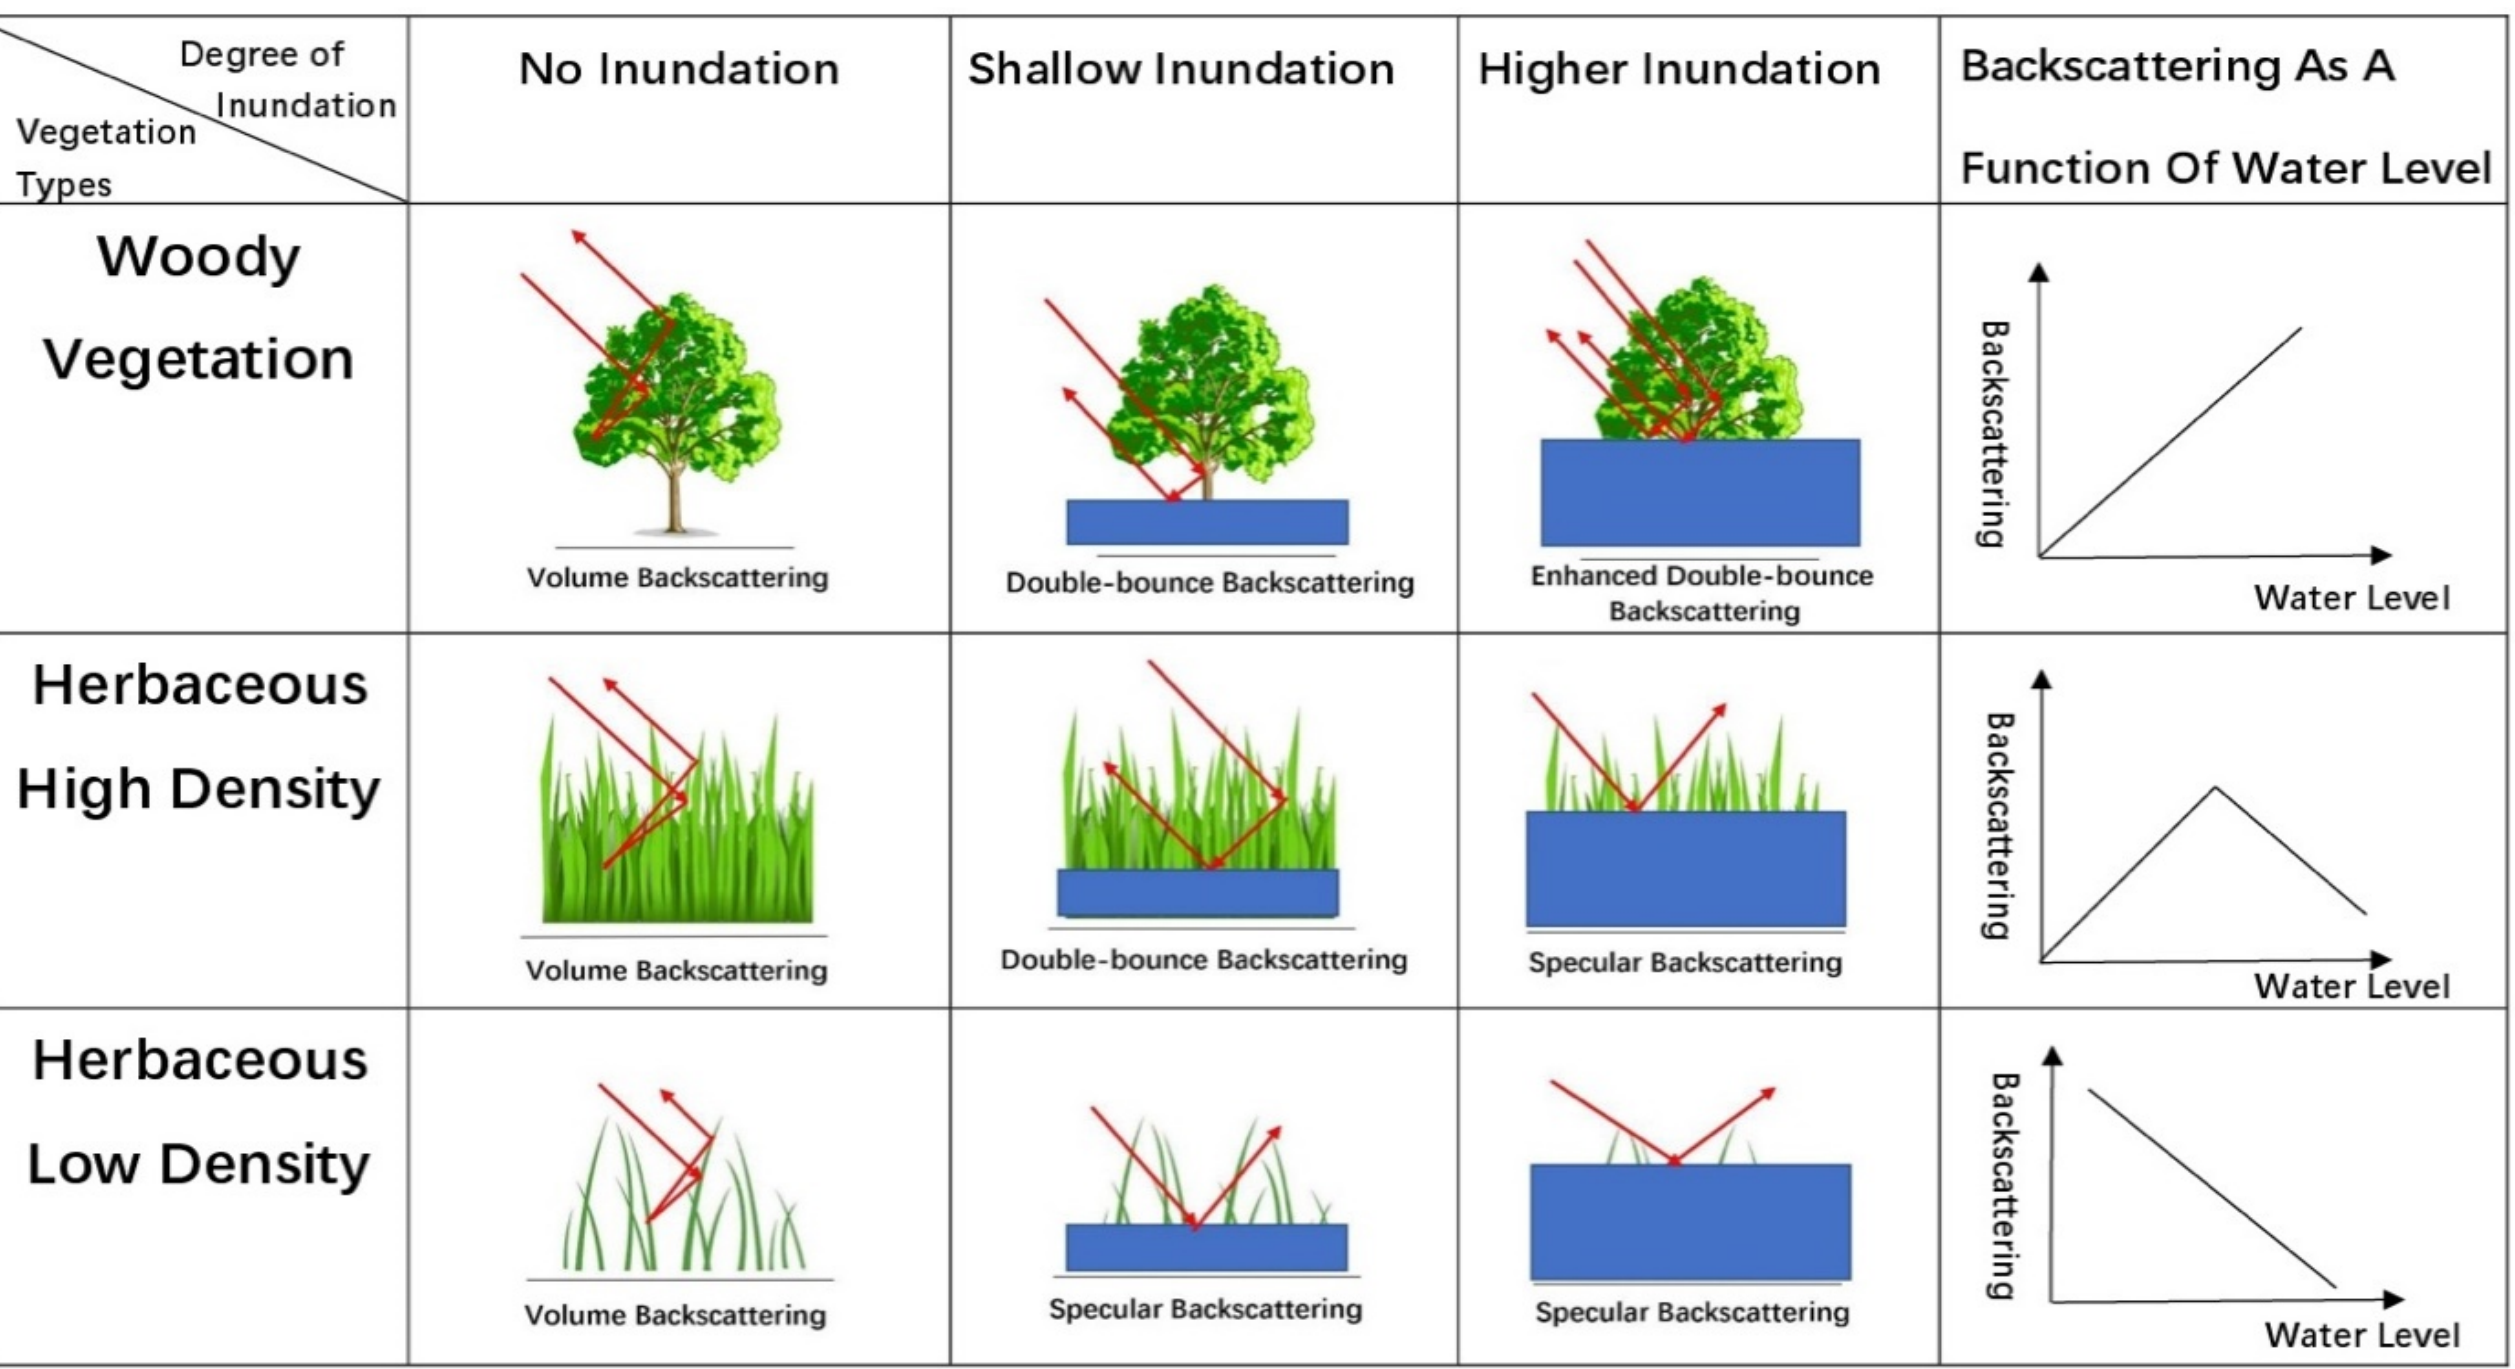 Degree of
Inundation
Vegetation
Types
No Inundation
Shallow Inundation
Higher Inundation
Backscattering As A
Function Of Water Level
Woody
Vegetation
Volume Backscattering
Double-bounce Backscattering
Enhanced Double-bounce
Backscattering
Backscattering
Water Level
Herbaceous
High Density
Volume Backscattering
Double-bounce Backscattering
Specular Backscattering
Backscattering
Water Level
Herbaceous
Low Density
Volume Backscattering
Specular Backscattering
Specular Backscattering
Backscattering
Water Level